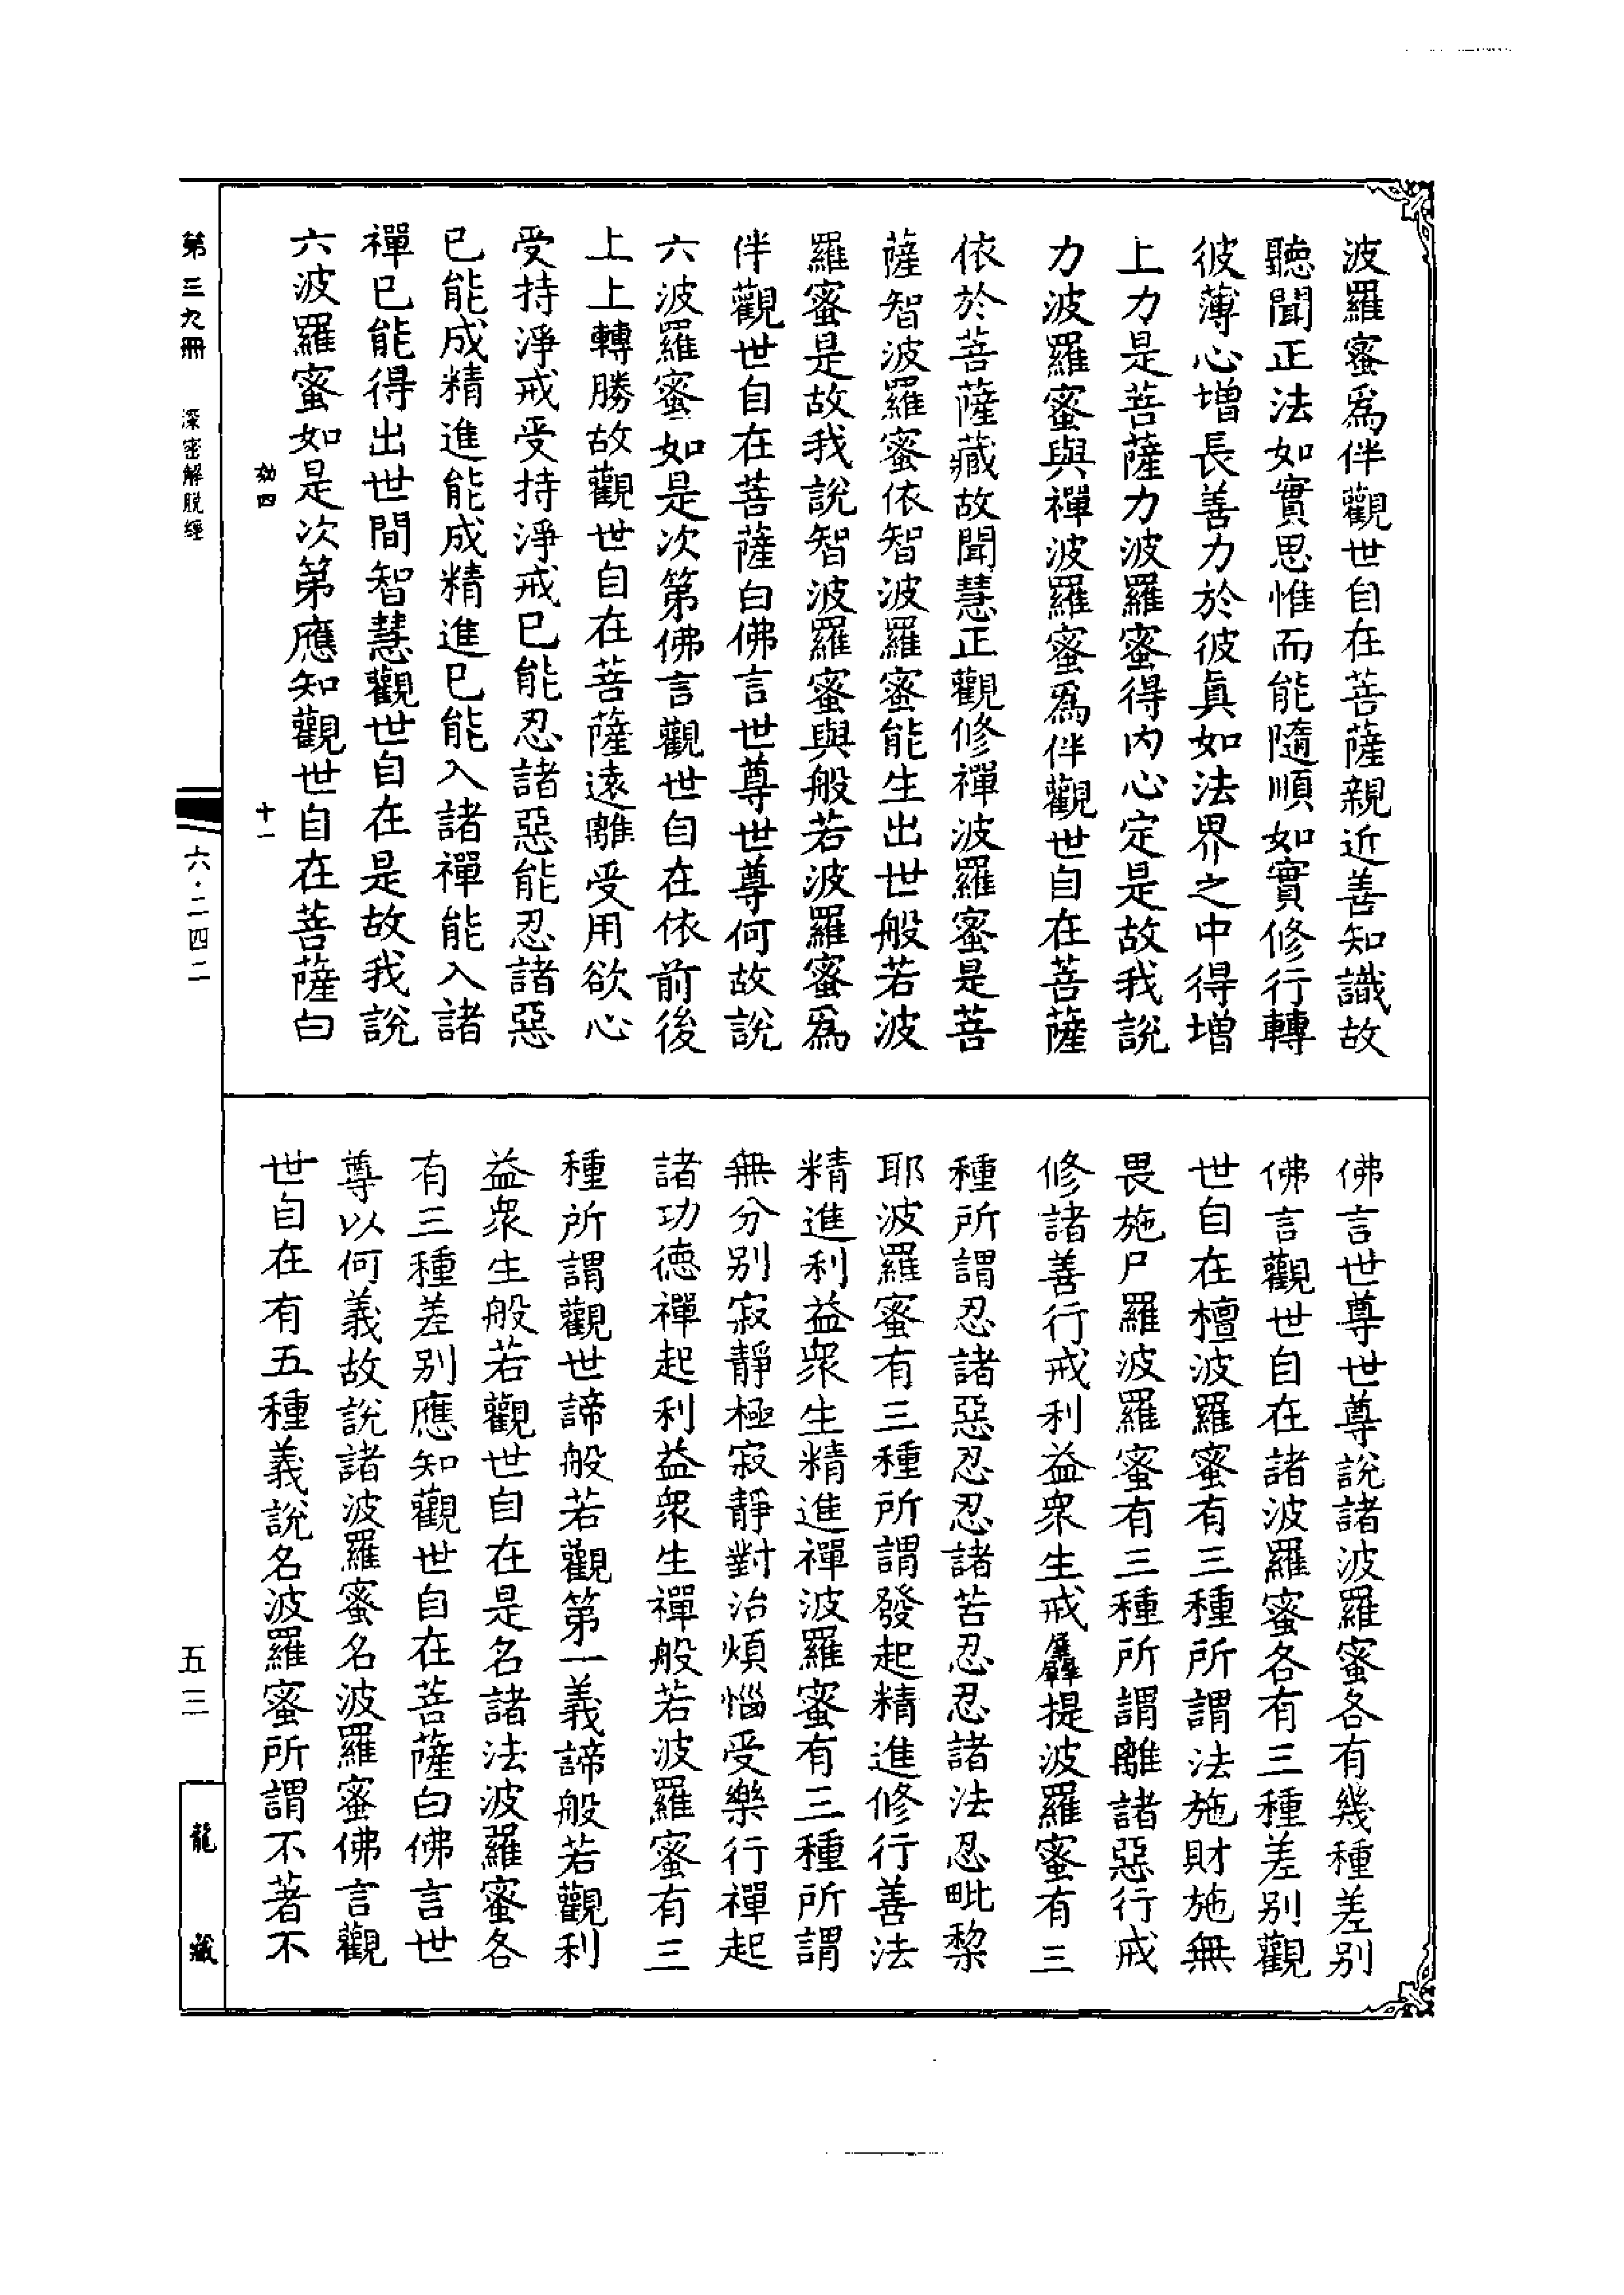 波羅蜜爲伴觀世自在菩薩親近善知識故
聽聞正法如實思惟而能隨順如實修行轉
彼薄心增長善力於彼眞如法界之中得增
上力是菩薩力波羅蜜得内心定是故我說
力波羅蜜與禪波羅蜜爲伴觀世自在菩薩
依於菩薩藏故聞慧正觀修禪波羅蜜是菩
薩智波羅蜜依智波羅蜜能生出世般若波
羅蜜是故我說智波羅蜜與般若波羅蜜爲
伴觀世自在菩薩白佛言世尊世尊何故說
六波羅蜜如是次第佛言觀世自在依前後
上上轉勝故觀世自在菩薩遠離受用欲心
受持淨戒受持淨戒已能忍諸惡能忍諸惡
已能成精進能成精進已能入諸禪能入諸
禪已能得出世間智慧觀世自在是故我說
六波羅蜜如是次第應知觀世自在菩薩白
佛言世尊世尊說諸波羅蜜各有幾種差别
佛言觀世自在諸波羅蜜各有三種差别觀
世自在檀波羅蜜有三種所謂法施財施無
畏施尸羅波羅蜜有三種所謂離諸惡行戒
修諸善行戒利益衆生戒羼提波羅蜜有三
種所謂忍諸惡忍忍諸苦忍忍諸法忍毗黎
耶波羅蜜有三種所謂發起精進修行善法
精進利益衆生精進禪波羅蜜有三種所謂
無分别寂靜極寂靜對治煩惱受樂行禪起
諸功德禪起利益衆生禪般若波羅蜜有三
種所謂觀世諦般若觀第一義諦般若觀利
益衆生般若觀世自在是名諸法波羅蜜各
有三種差别應知觀世自在菩薩白佛言世
尊以何義故說諸波羅蜜名波羅蜜佛言觀
世自在有五種義說名波羅蜜所謂不著不
効四 十一
第三九冊 深密解脱經
六·二四二
五三
龍藏